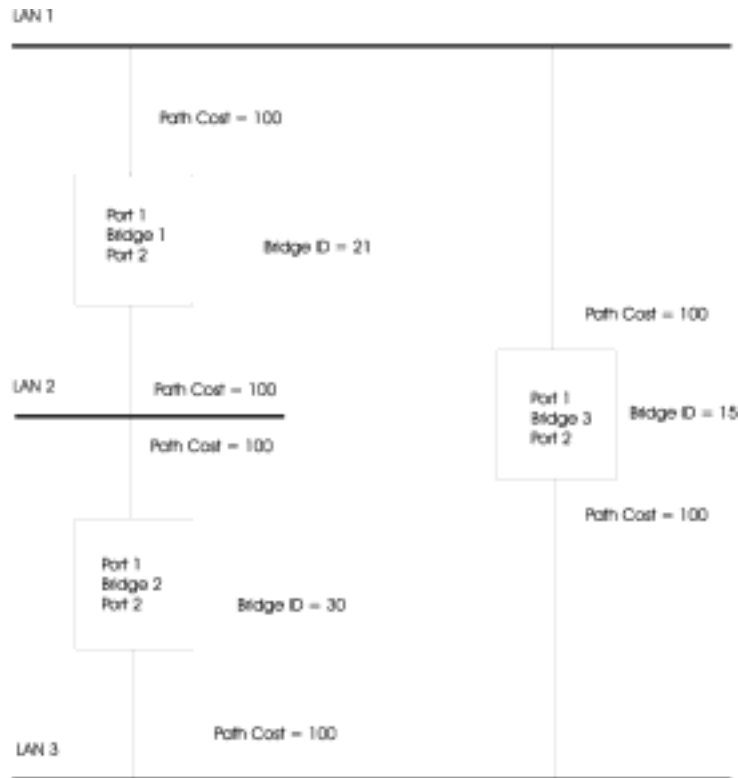 LAN 1
Path Cost = 100
Port 1
Bridge 1
Port 2
Bridge ID = 21
Path Cost = 100
LAN 2
Path Cost = 100
Path Cost = 100
Port 1
Bridge 3
Port 2
Bridge ID = 15
Path Cost = 100
Port 1
Bridge 2
Port 2
Bridge ID = 30
Path Cost = 100
LAN 3